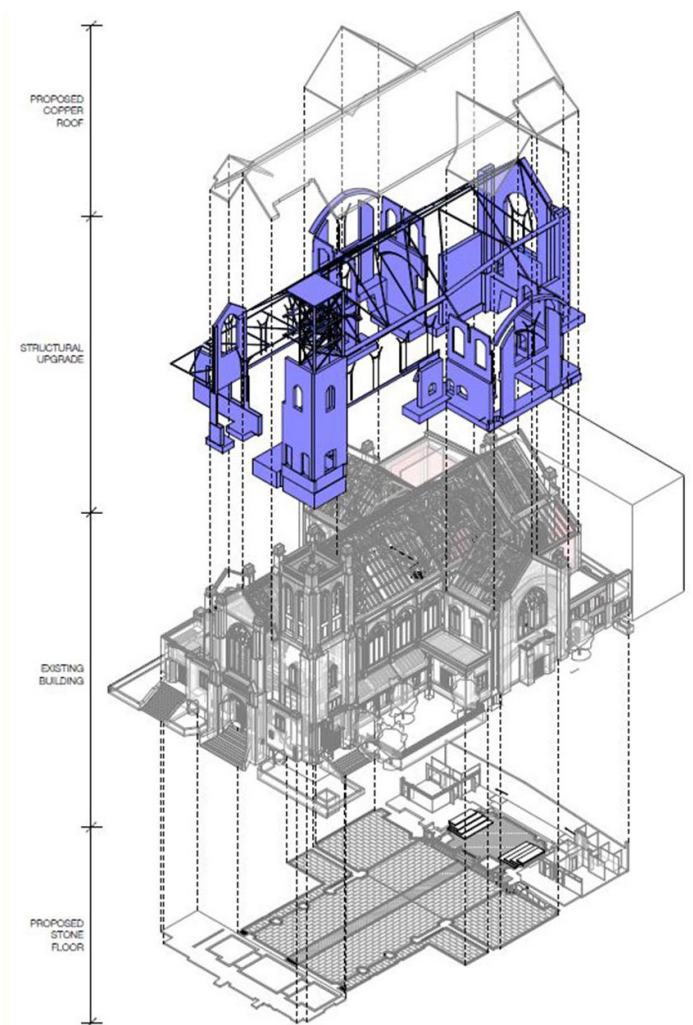 PROPOSED
COPPER
ROOF
STRUCTURAL
UPGRADE
EXISTING
BUILDING
PROPOSED
STONE
FLOOR